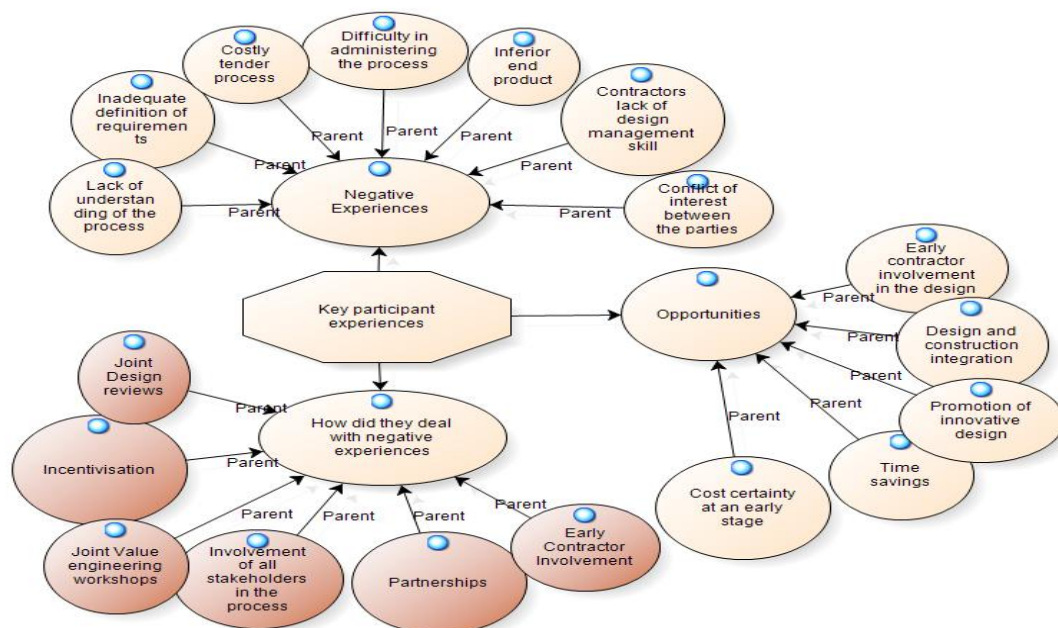 Difficulty in
administering
the process
Costly
tender
process
Inferior
end
product
Inadequate
definition of
requiremen
ts
Contractors
lack of
design
management
skill
Parent
Parent
Parent
Parent
Parent
Lack of
understan
ding of the
process
Parent
Negative
Experiences
Parent
Conflict of
interest
between
the parties
Early
contractor
involvement
in the design
Parent
Key participant
experiences
Opportunities
Design and
construction
integration
Parent
Joint
Design
reviews
Parent
Promotion of
innovative
design
Parent
Parent
Parent
How did they deal
with negative
experiences
Incentivisation
Parent
Time
savings
Cost certainty
at an early
stage
Parent
Parent
Parent
Parent
Joint Value
engineering
workshops
Involvement
of all
stakeholders
in the
process
Partnerships
Early
Contractor
Involvement